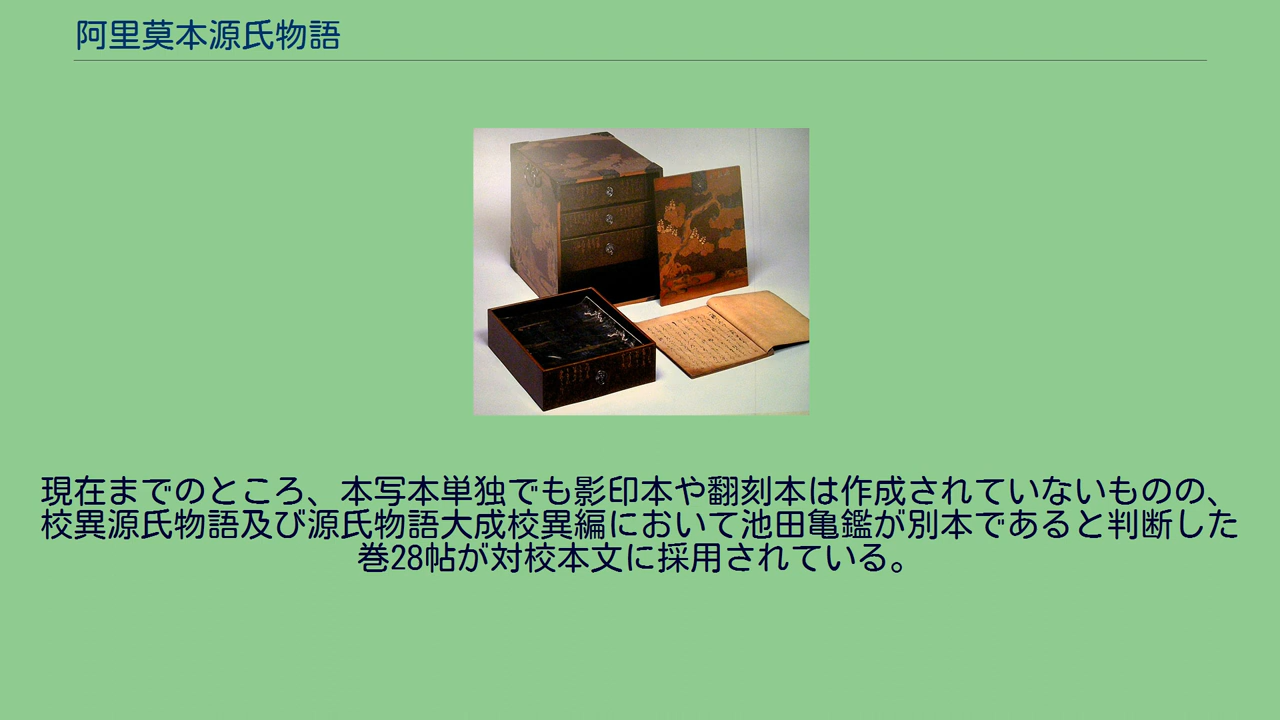 阿里莫本源氏物語
現在までのところ、本写本単独でも影印本や翻刻本は作成されていないものの、
校異源氏物語及び源氏物語大成校異編において池田亀鑑が別本であると判断した
巻28帖が対校本文に採用されている。